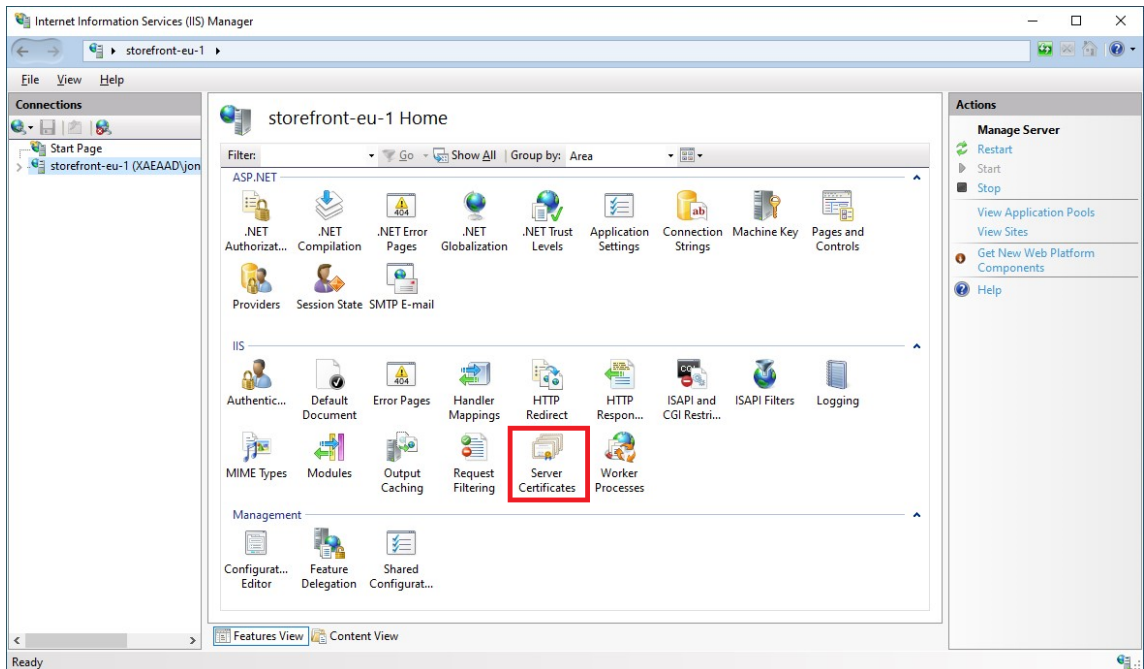 Internet Information Services (IIS) Manager
storefront-eu-1
File View Help
Connections
Start Page
storefront-eu-1 (XAEAAD\jon
storefront-eu-1 Home
Filter: Go Show All Group by: Area
ASP.NET
.NET Authorizat...
.NET Compilation
.NET Error Pages
.NET Globalization
.NET Trust Levels
Application Settings
Connection Strings
Machine Key
Pages and Controls
Providers
Session State
SMTP E-mail
IIS
Authentic...
Default Document
Error Pages
Handler Mappings
HTTP Redirect
HTTP Respon...
ISAPI and CGI Restri...
ISAPI Filters
Logging
MIME Types
Modules
Output Caching
Request Filtering
Server Certificates
Worker Processes
Management
Configurat... Editor
Feature Delegation
Shared Configurat...
Features View
Content View
Actions
Manage Server
Restart
Start
Stop
View Application Pools
View Sites
Get New Web Platform
Components
Help
Ready